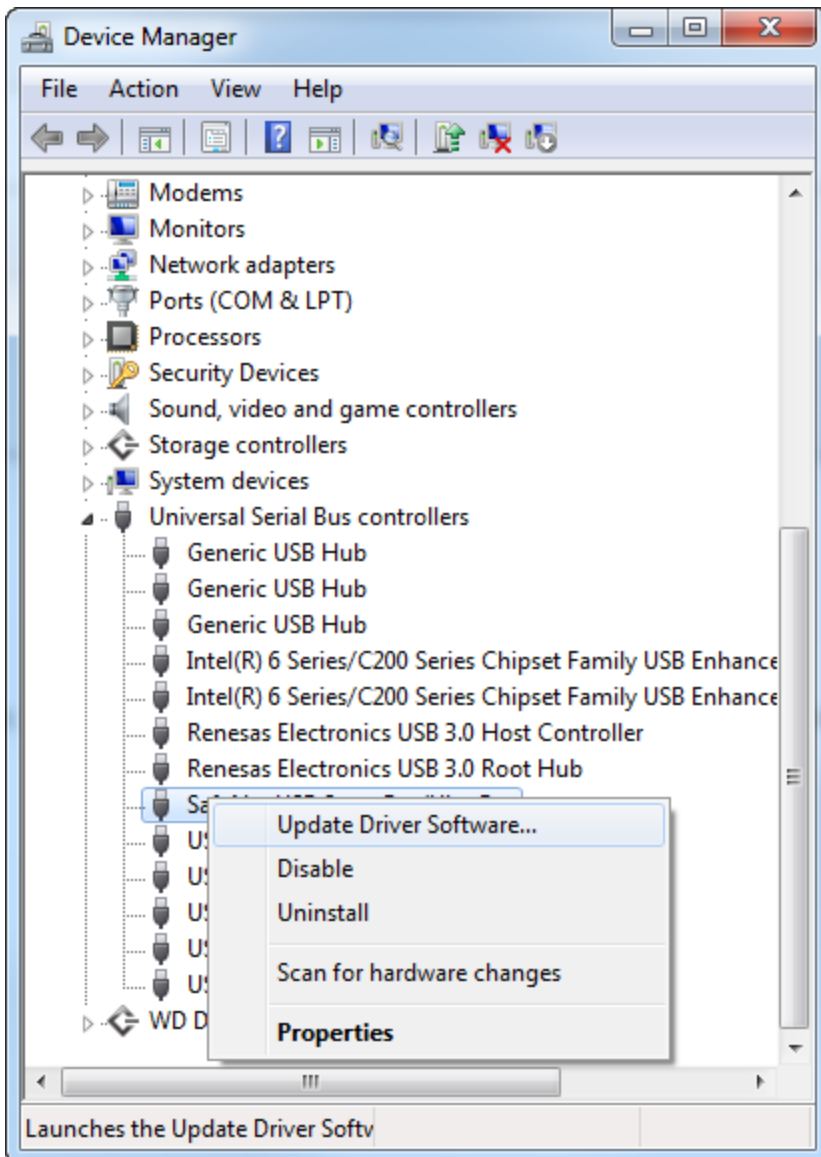 Device Manager
File Action View Help
Modems
Monitors
Network adapters
Ports (COM & LPT)
Processors
Security Devices
Sound, video and game controllers
Storage controllers
System devices
Universal Serial Bus controllers
Generic USB Hub
Generic USB Hub
Generic USB Hub
Intel(R) 6 Series/C200 Series Chipset Family USB Enhance
Intel(R) 6 Series/C200 Series Chipset Family USB Enhance
Renesas Electronics USB 3.0 Host Controller
Renesas Electronics USB 3.0 Root Hub
Update Driver Software...
Disable
Uninstall
Scan for hardware changes
Properties
WD D
Launches the Update Driver Softw